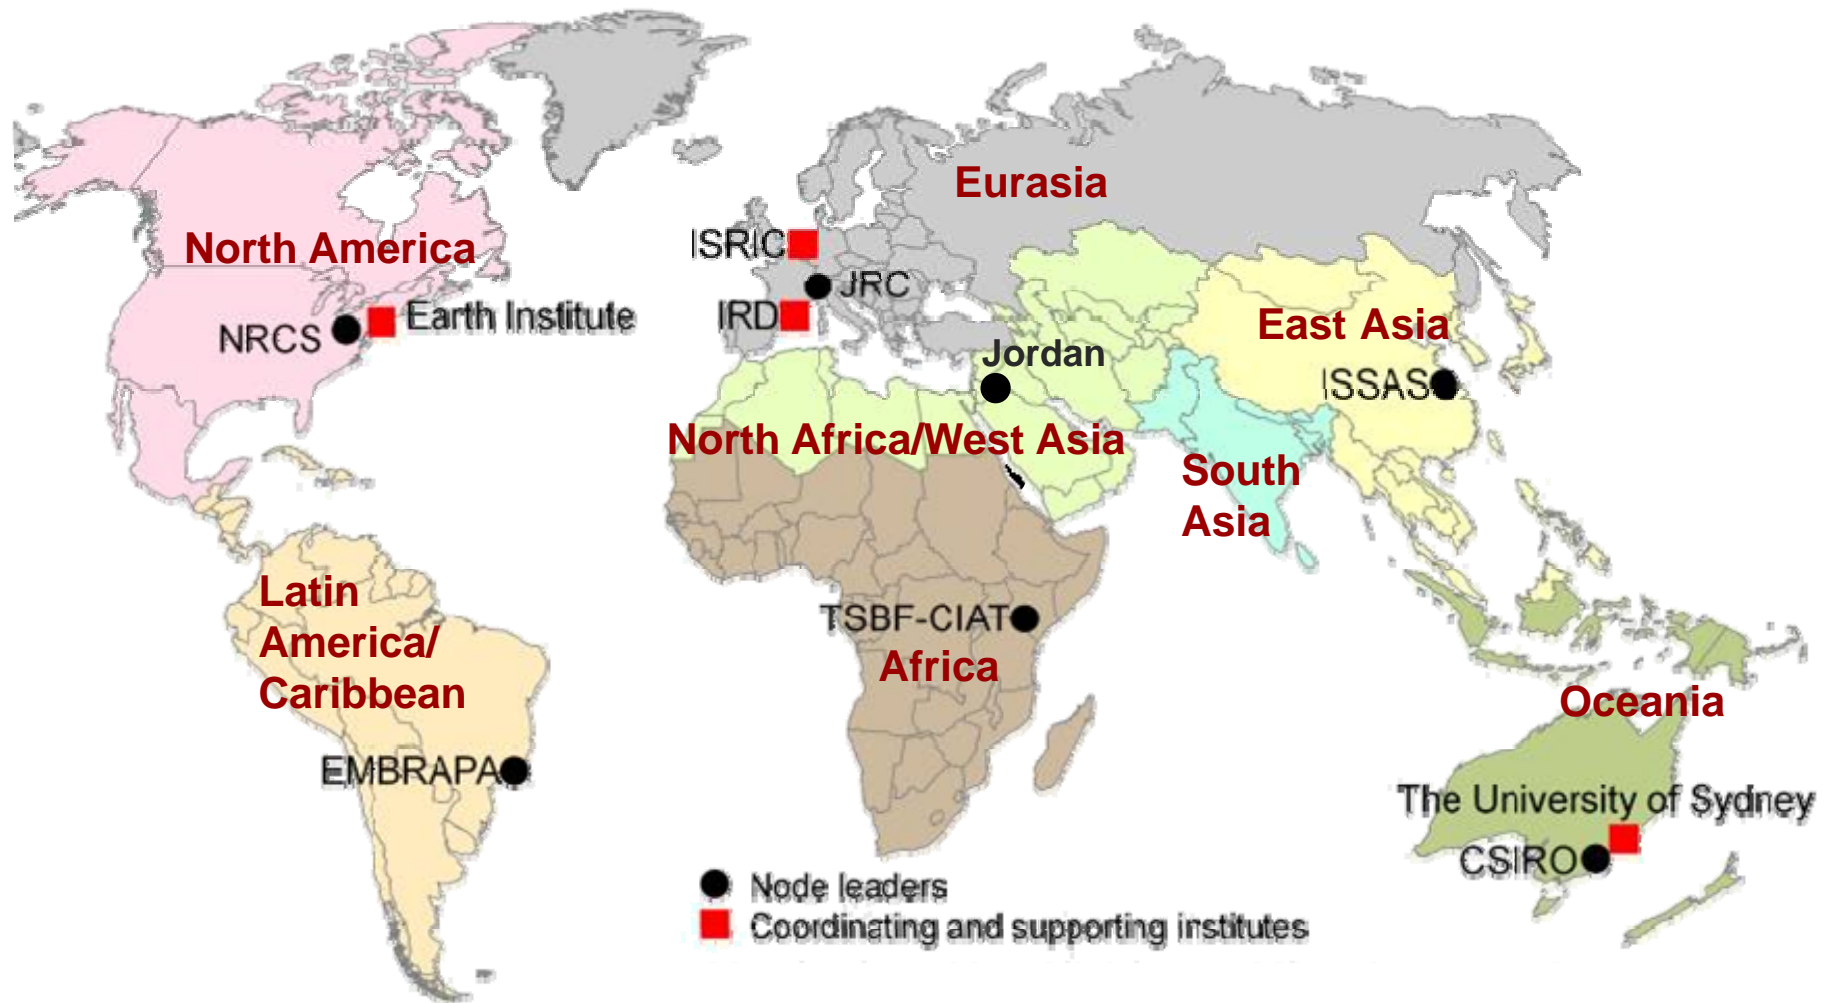 Eurasia
North America
ISRIC
JRC
IRD
Earth Institute
NRCS
East Asia
Jordan
ISSAS
North Africa/West Asia
South
Asia
Latin
America/
Caribbean
TSBF-CIAT
Africa
Oceania
EMBRAPA
The University of Sydney
CSIRO
Node leaders
Coordinating and supporting institutes